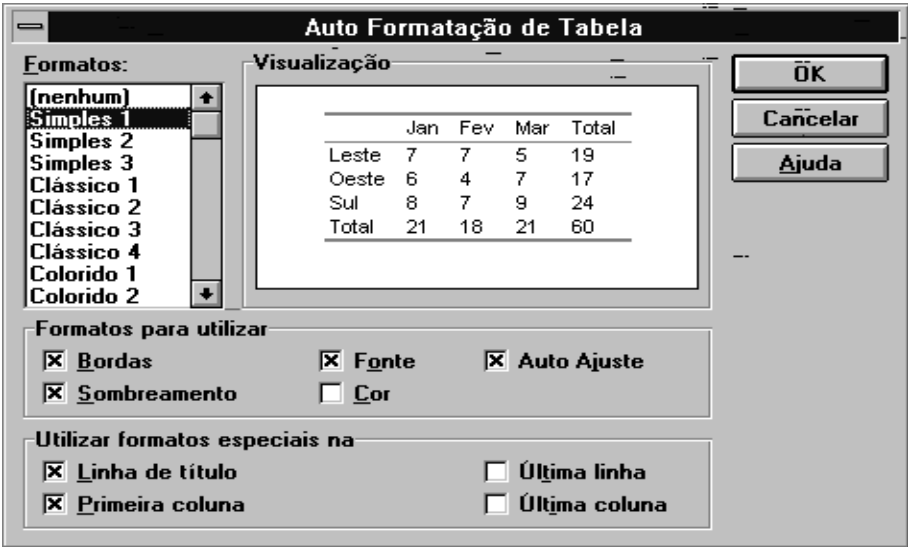 Auto Formatação de Tabela
Formatos:
(nenhum)
Simples 1
Simples 2
Simples 3
Clássico 1
Clássico 2
Clássico 3
Clássico 4
Colorido 1
Colorido 2
Visualização
Jan Fev Mar Total
Leste 7 7 5 19
Oeste 6 4 7 17
Sul 8 7 9 24
Total 21 18 21 60
OK
Cancelar
Ajuda
Formatos para utilizar
Bordas Fonte Auto Ajuste
Sombreamento Cor
Utilizar formatos especiais na
Linha de título Última linha
Primeira coluna Última coluna